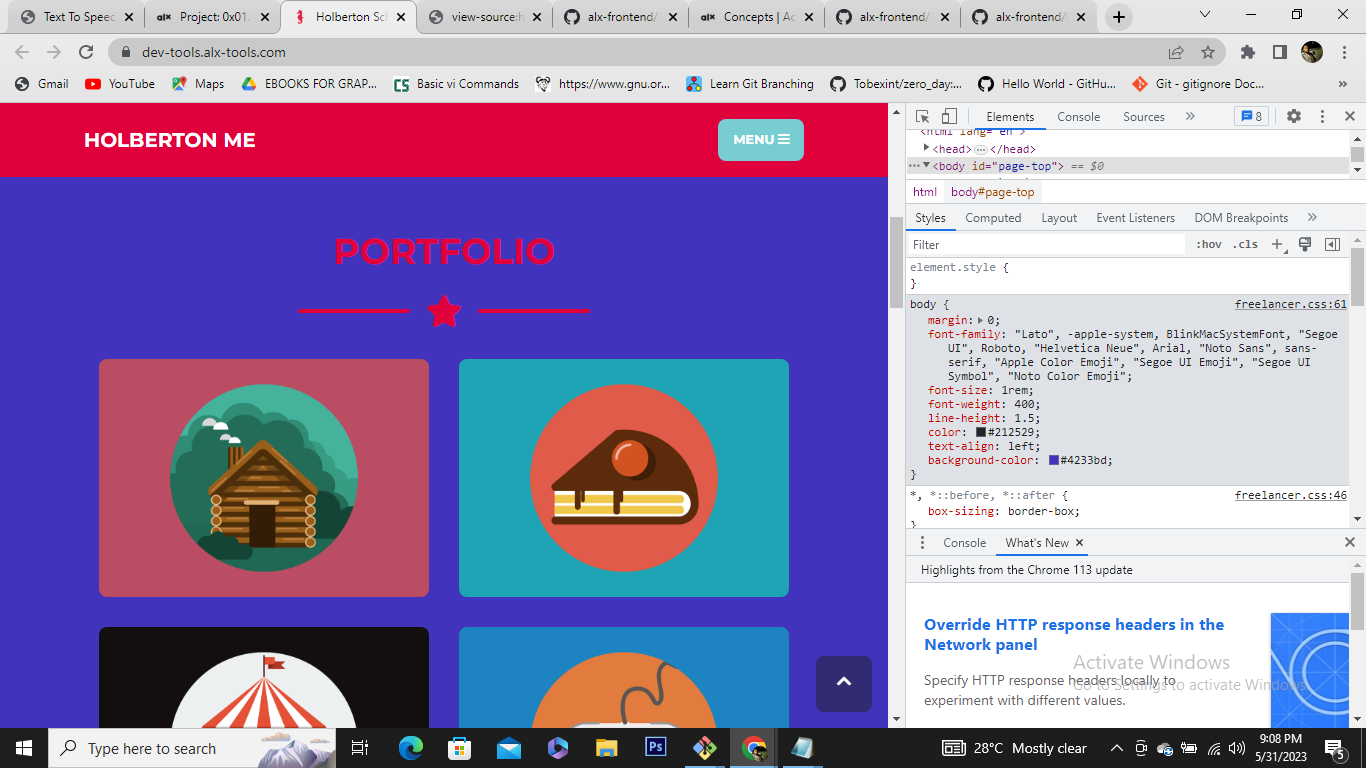 Text To Speec
Project: 0x01.
Holberton Sch
view-source:h
alx-frontend/
Concepts | Ac
alx-frontend/
alx-frontend/
dev-tools.alx-tools.com
Gmail
YouTube
Maps
EBOOKS FOR GRAP...
Basic vi Commands
https://www.gnu.or...
Learn Git Branching
Tobexint/zero_day:...
Hello World - GitHu...
Git - gitignore Doc...
»
HOLBERTON ME
MENU
PORTFOLIO
Elements
Console
Sources
»
8
<html lang="en">
<head> ... </head>
... <body id="page-top"> == $0
html
body#page-top
Styles
Computed
Layout
Event Listeners
DOM Breakpoints
»
Filter
:hov .cls +
element.style {
}
body {
freelancer.css:61
margin: 0;
font-family: "Lato", -apple-system, BlinkMacSystemFont, "Segoe
UI", Roboto, "Helvetica Neue", Arial, "Noto Sans", sans-
serif, "Apple Color Emoji", "Segoe UI Emoji", "Segoe UI
Symbol", "Noto Color Emoji";
font-size: 1rem;
font-weight: 400;
line-height: 1.5;
color: #212529;
text-align: left;
background-color: #4233bd;
}
*, *::before, *::after {
freelancer.css:46
box-sizing: border-box;
}
Console
What's New
Highlights from the Chrome 113 update
Override HTTP response headers in the
Network panel
Specify HTTP response headers locally to
experiment with different values.
Activate Windows
Go to Settings to activate Windows.
Type here to search
Ps
28°C Mostly clear
9:08 PM
5/31/2023
5